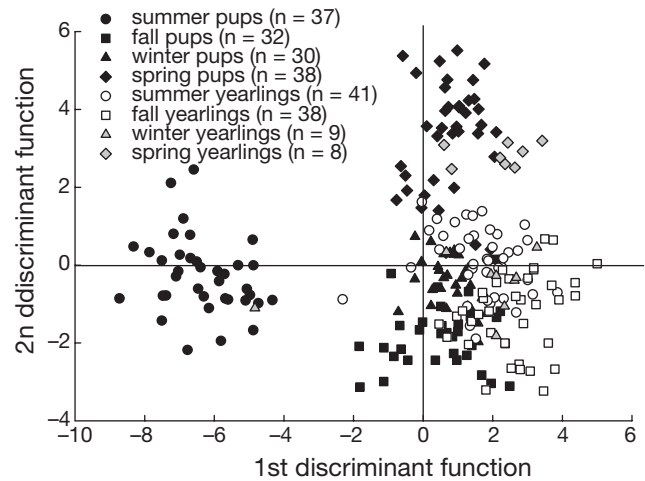 summer pups (n = 37)
fall pups (n = 32)
winter pups (n = 30)
spring pups (n = 38)
summer yearlings (n = 41)
fall yearlings (n = 38)
winter yearlings (n = 9)
spring yearlings (n = 8)
6
4
2
0
−2
−4
2n ddiscriminant function
−10 −8 −6 −4 −2 0 2 4 6
1st discriminant function